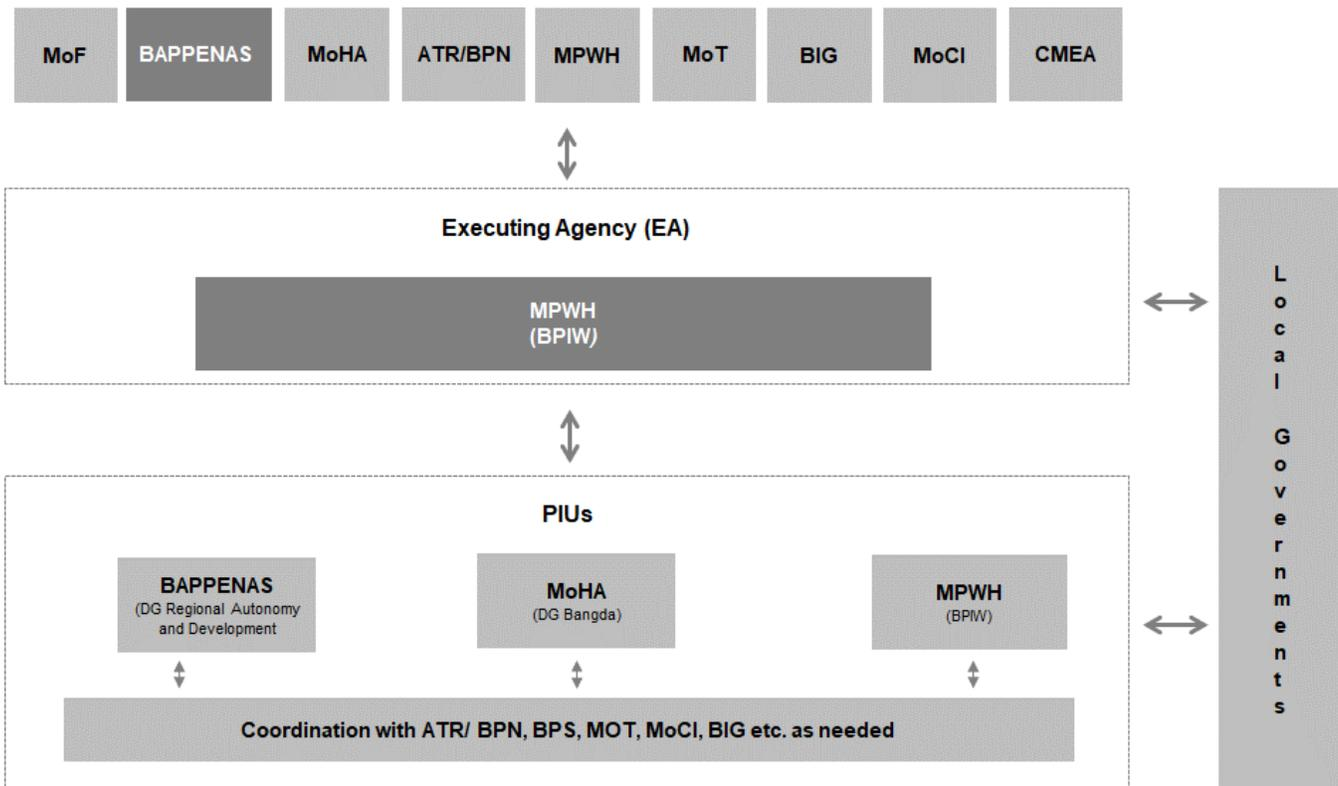 MoF
BAPPENAS
MoHA
ATR/BPN
MPWH
MoT
BIG
MoCI
CMEA
Executing Agency (EA)
MPWH
(BPIW)
PIUs
BAPPENAS
(DG Regional Autonomy
and Development
MoHA
(DG Bangda)
MPWH
(BPIW)
Coordination with ATR/ BPN, BPS, MOT, MoCI, BIG etc. as needed
Local Governments